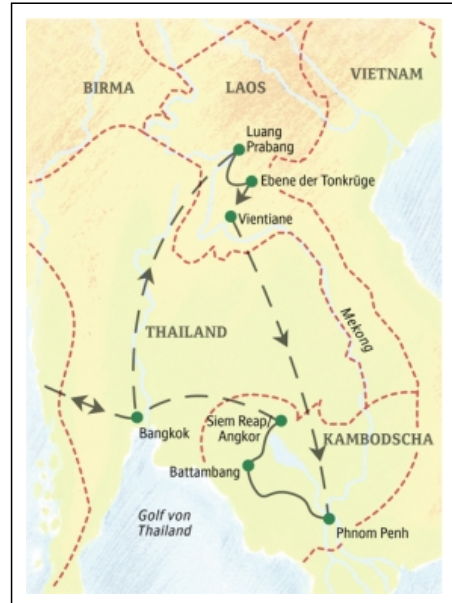 VIETNAM
BIRMA
LAOS
Luang
Prabang
Ebene der Tonkrüge
Vientiane
Mekong
THAILAND
Siem Reap/
Angkor
Bangkok
KAMBODSCHA
Battambang
Golf von
Thailand
Phnom Penh